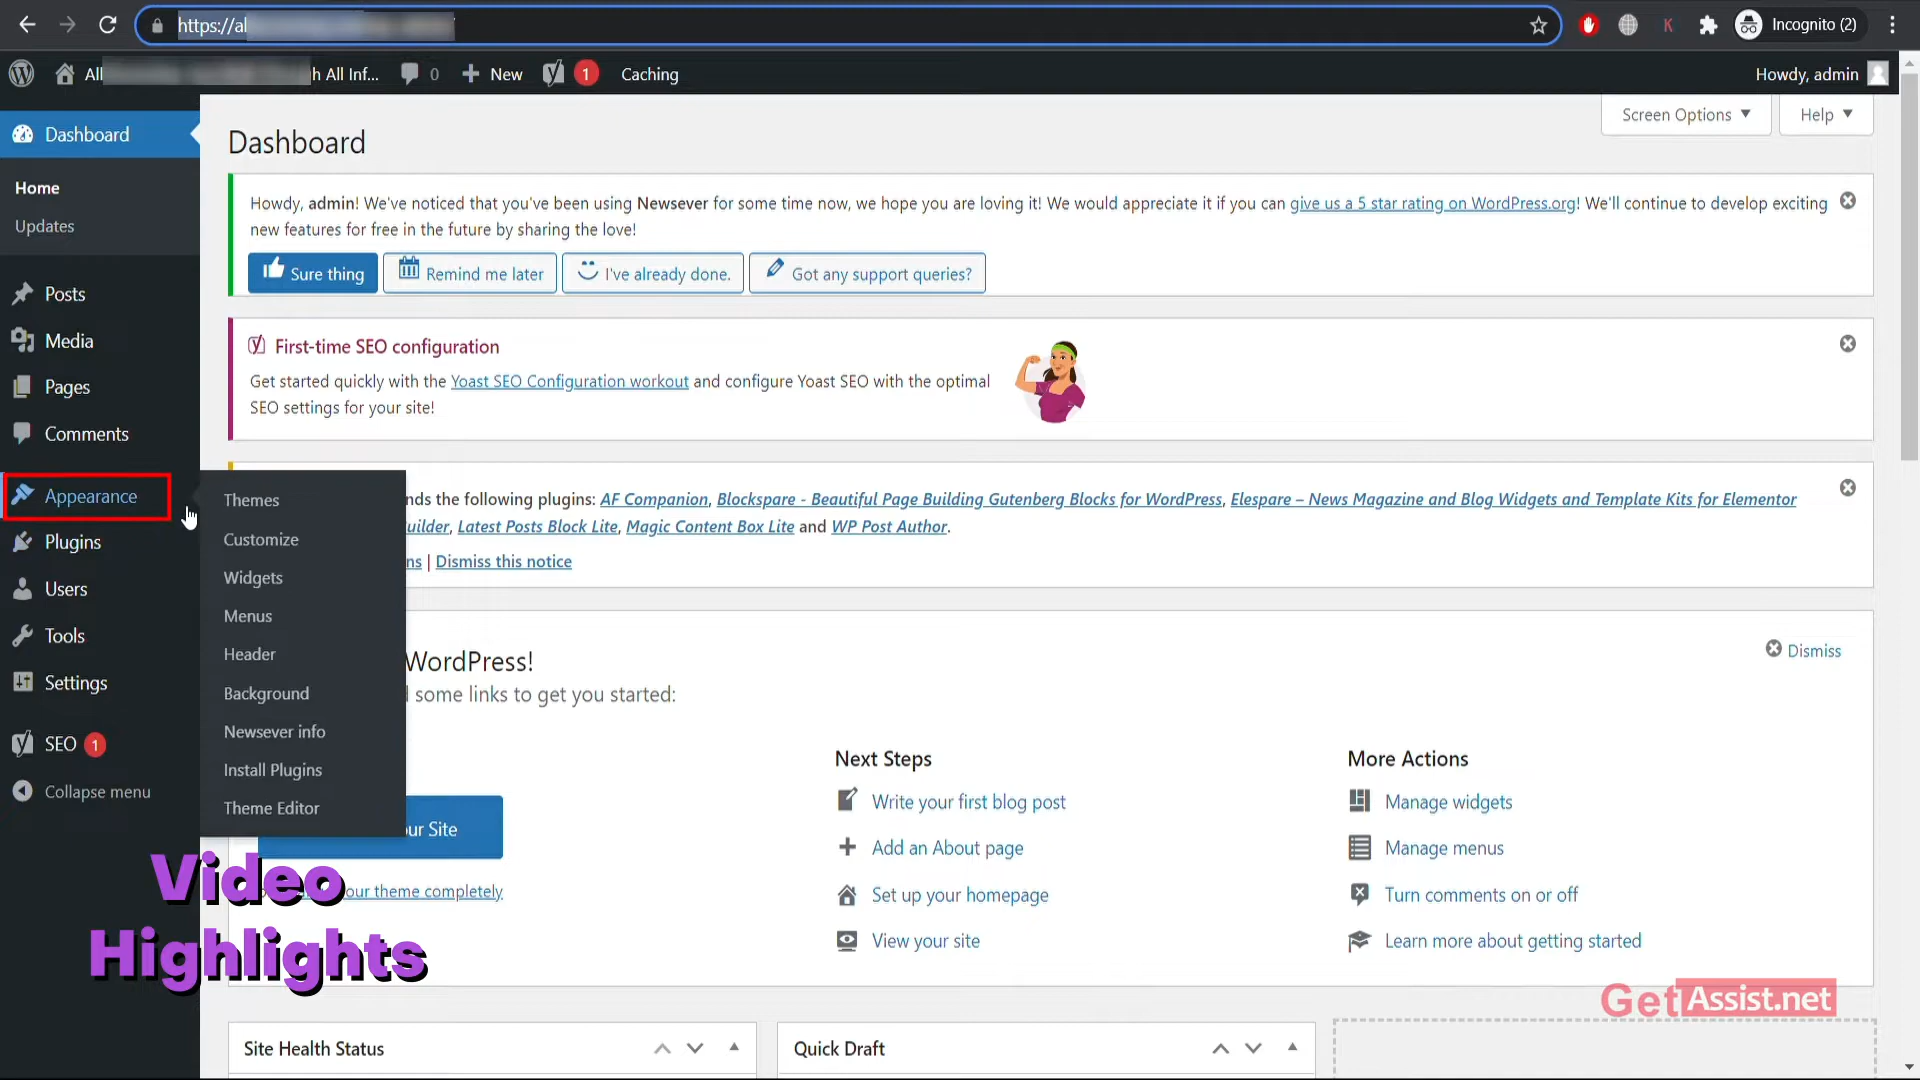 https://al
Incognito (2)
All
h All Inf...
0
New
1
Caching
Howdy, admin
Dashboard
Home
Updates
Posts
Media
Pages
Comments
Appearance
Plugins
Users
Tools
Settings
SEO 1
Collapse menu
Themes
Customize
Widgets
Menus
Header
Background
Newsever info
Install Plugins
Theme Editor
Dashboard
Screen Options
Help
Howdy, admin! We've noticed that you've been using Newsever for some time now, we hope you are loving it! We would appreciate it if you can give us a 5 star rating on WordPress.org! We'll continue to develop exciting
new features for free in the future by sharing the love!
Sure thing
Remind me later
I've already done.
Got any support queries?
First-time SEO configuration
Get started quickly with the Yoast SEO Configuration workout and configure Yoast SEO with the optimal
SEO settings for your site!
nds the following plugins: AF Companion, Blockspare - Beautiful Page Building Gutenberg Blocks for WordPress, Elespare – News Magazine and Blog Widgets and Template Kits for Elementor
uilder, Latest Posts Block Lite, Magic Content Box Lite and WP Post Author.
ns | Dismiss this notice
WordPress!
some links to get you started:
Dismiss
our Site
our theme completely
Next Steps
Write your first blog post
Add an About page
Set up your homepage
View your site
More Actions
Manage widgets
Manage menus
Turn comments on or off
Learn more about getting started
Video
Highlights
GetAssist.net
Site Health Status
Quick Draft